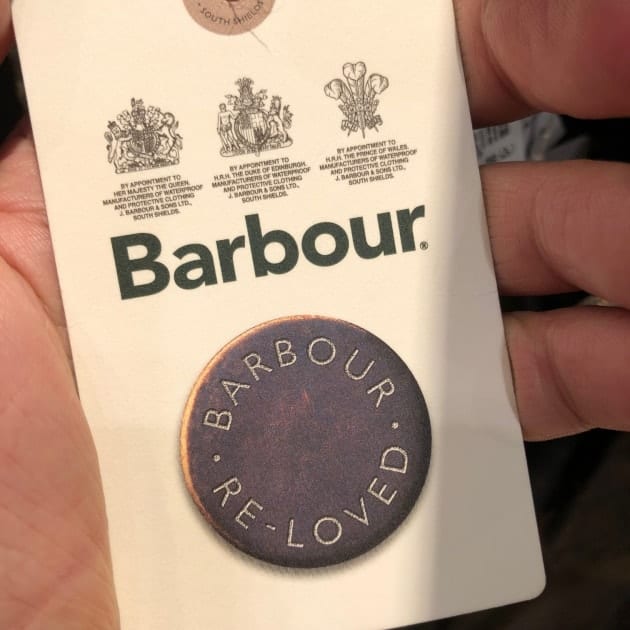 • SOUTH SHIELDS
BY APPOINTMENT TO
HER MAJESTY THE QUEEN,
MANUFACTURERS OF WATERPROOF
AND PROTECTIVE CLOTHING
J. BARBOUR & SONS LTD.,
SOUTH SHIELDS.
BY APPOINTMENT TO
H.R.H. THE DUKE OF EDINBURGH,
MANUFACTURERS OF WATERPROOF
AND PROTECTIVE CLOTHING
J. BARBOUR & SONS LTD.,
SOUTH SHIELDS.
BY APPOINTMENT TO
H.R.H. THE PRINCE OF WALES,
MANUFACTURERS OF WATERPROOF
AND PROTECTIVE CLOTHING
J. BARBOUR & SONS LTD.,
SOUTH SHIELDS.
Barbour®
BARBOUR
• RE-LOVED •